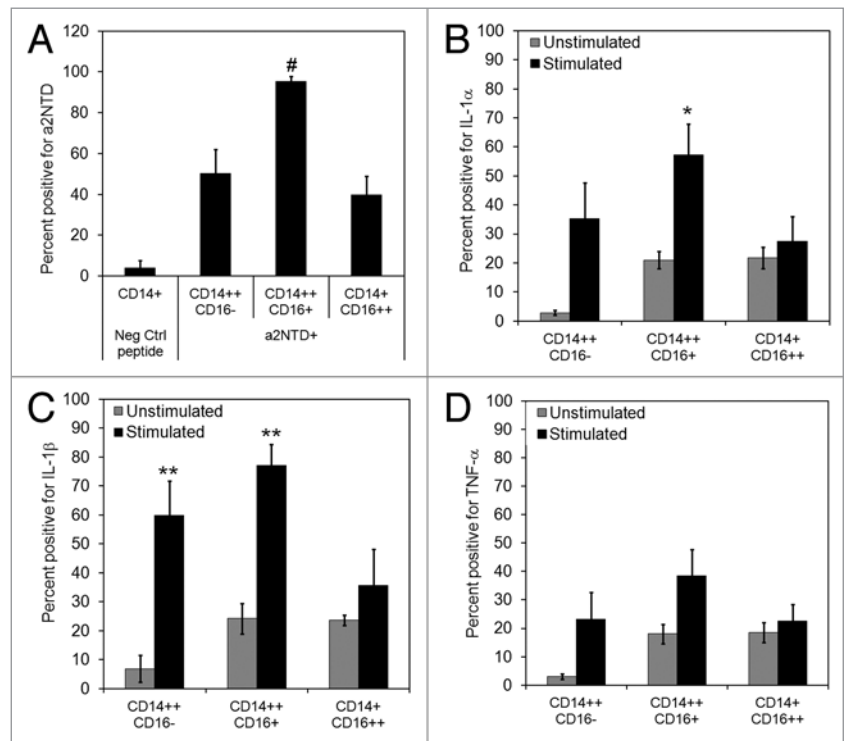 A
Percent positive for a2NTD
120
100
80
60
40
20
0
#
CD14+
CD14++
CD16-
CD14++
CD16+
CD14+
CD16++
Neg Ctrl
peptide
a2NTD+
B
Percent positive for IL-1α
100
90
80
70
60
50
40
30
20
10
0
Unstimulated
Stimulated
*
CD14++
CD16-
CD14++
CD16+
CD14+
CD16++
C
Percent positive for IL-1β
100
90
80
70
60
50
40
30
20
10
0
Unstimulated
Stimulated
**
**
CD14++
CD16-
CD14++
CD16+
CD14+
CD16++
D
Percent positive for TNF-α
100
90
80
70
60
50
40
30
20
10
0
Unstimulated
Stimulated
CD14++
CD16-
CD14++
CD16+
CD14+
CD16++